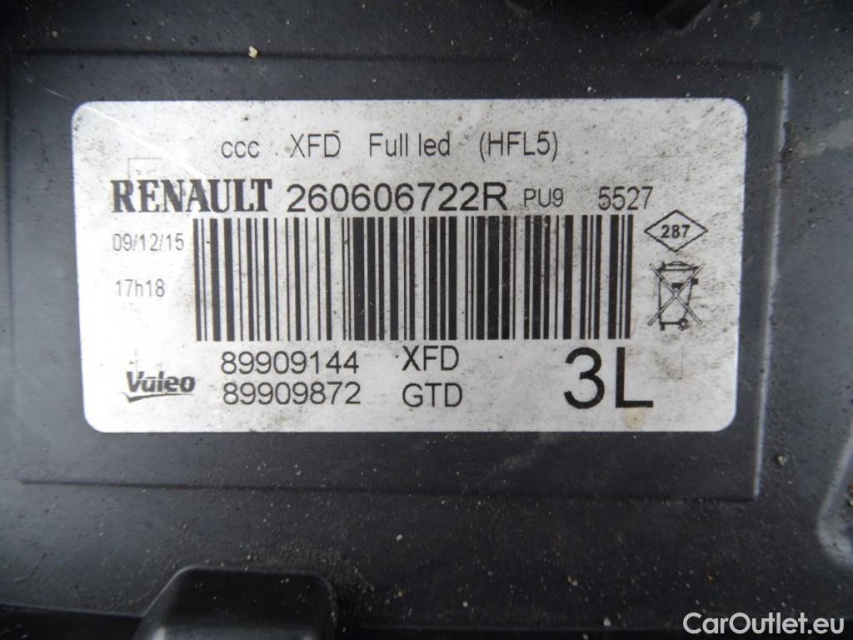 ccc XFD Full led (HFL5)
RENAULT 260606722R PU9 5527
09/12/15
287
17h18
89909144 XFD
Valeo
89909872 GTD
3L
CarOutlet.eu